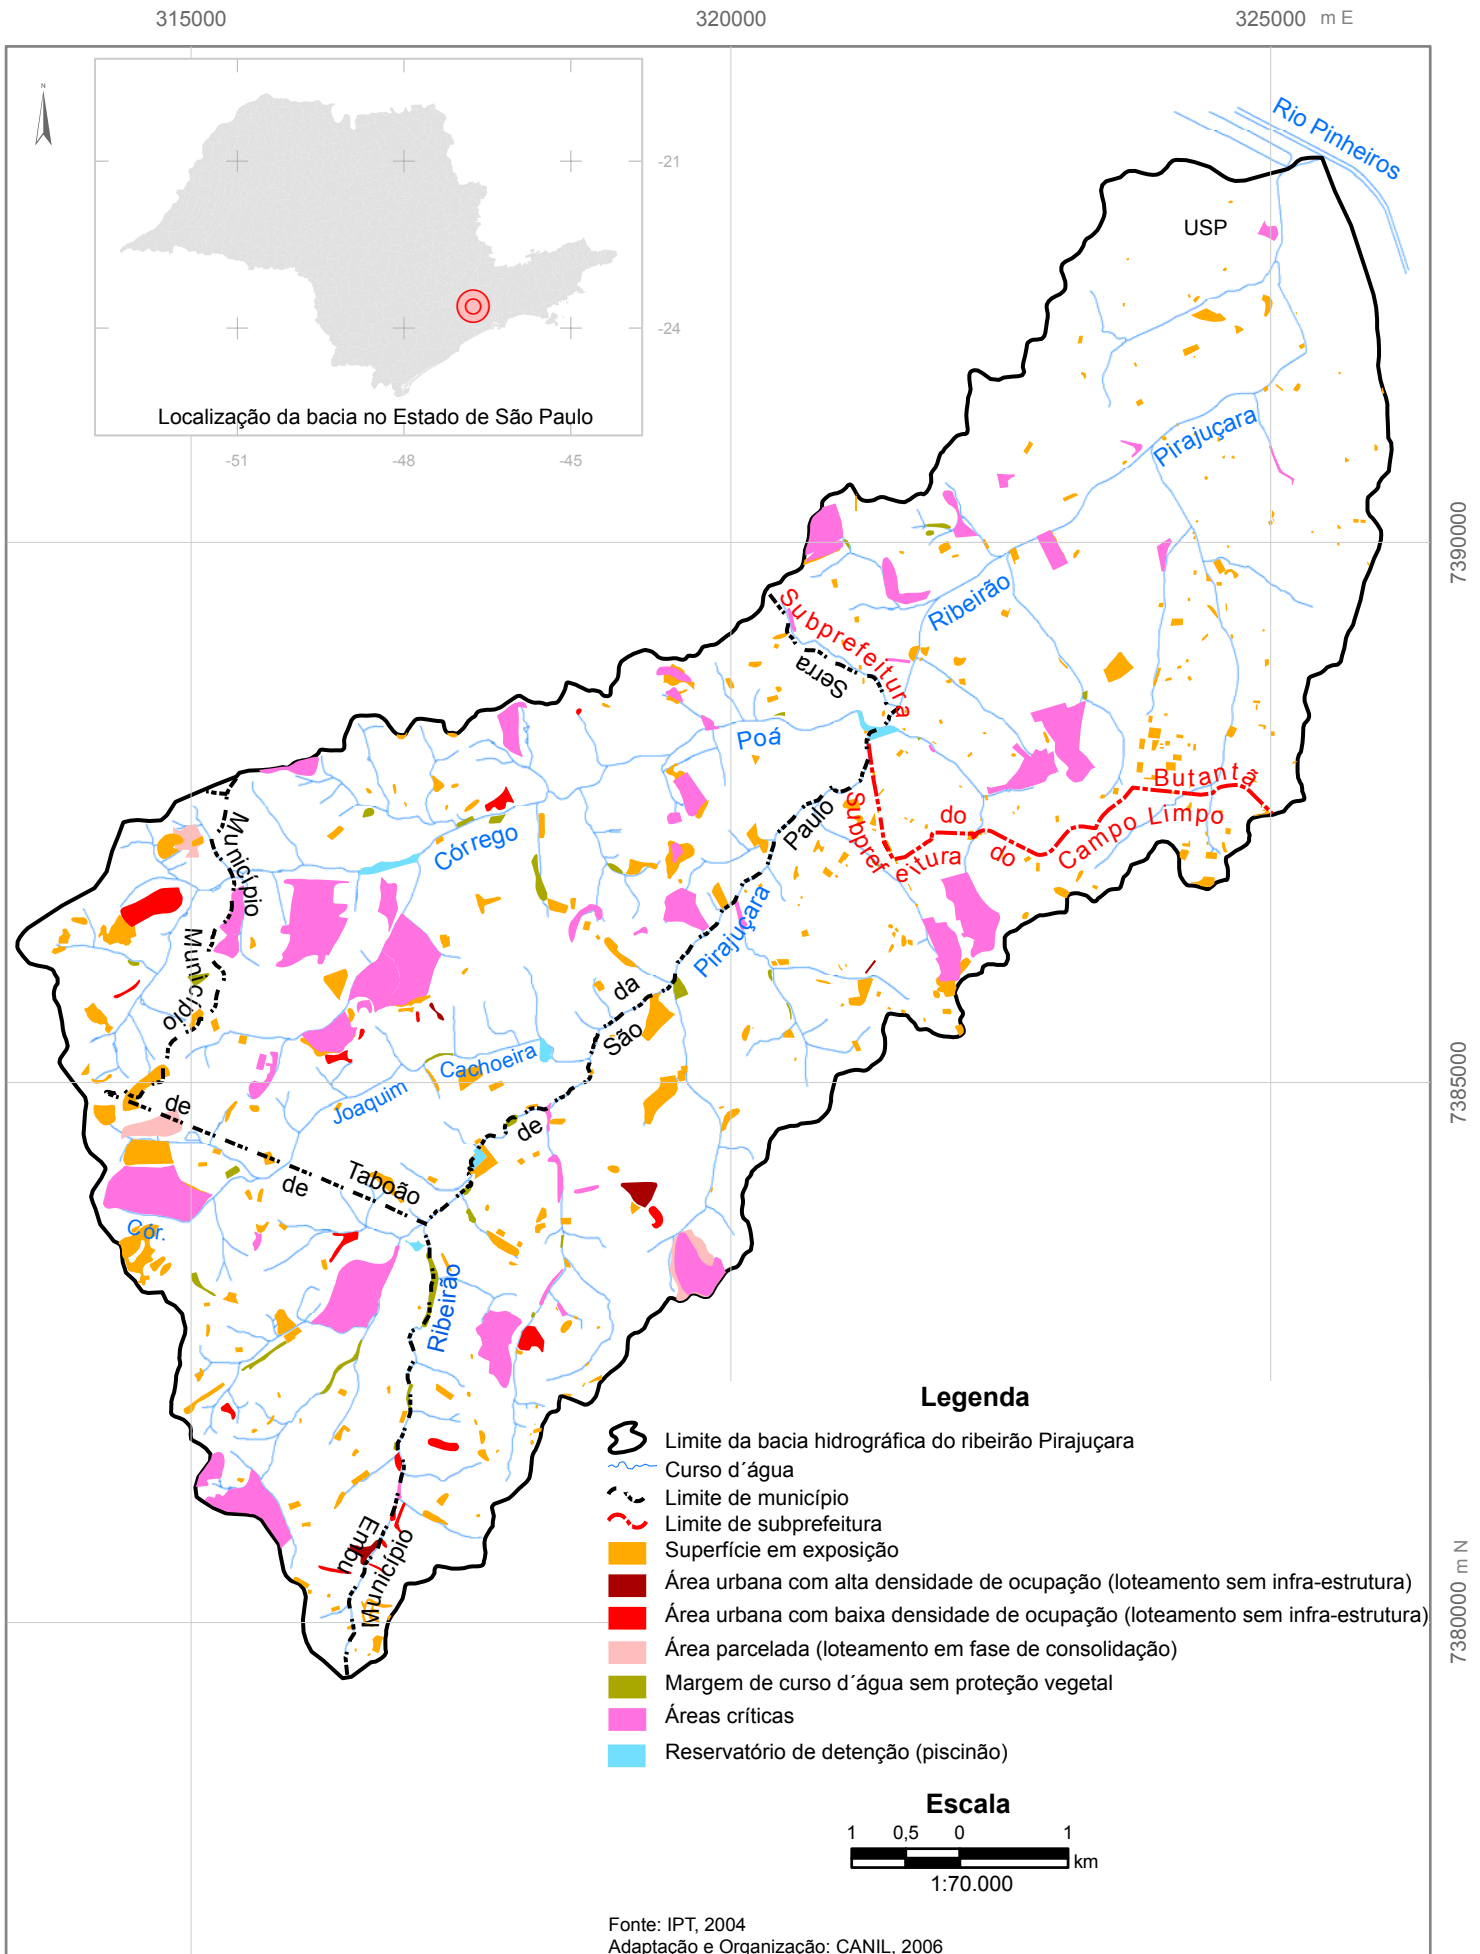 315000
320000
325000 m E
N
-21
-24
-51
-48
-45
Localização da bacia no Estado de São Paulo
Rio Pinheiros
USP
Pirajuçara
Ribeirão
7390000
Subprefeitura
Serra
Poá
Butantã
Campo Limpo
do
do
Subprefeitura
Paulo
Córrego
Município
Município
Pirajuçara
da
São
Cachoeira
Joaquim
7385000
de
de
de
Taboão
Cór.
Ribeirão
Embu
Município
7380000 m N
Legenda
Limite da bacia hidrográfica do ribeirão Pirajuçara
Curso d´água
Limite de município
Limite de subprefeitura
Superfície em exposição
Área urbana com alta densidade de ocupação (loteamento sem infra-estrutura)
Área urbana com baixa densidade de ocupação (loteamento sem infra-estrutura)
Área parcelada (loteamento em fase de consolidação)
Margem de curso d´água sem proteção vegetal
Áreas críticas
Reservatório de detenção (piscinão)
Escala
1 0,5 0 1
km
1:70.000
Fonte: IPT, 2004
Adaptação e Organização: CANIL, 2006